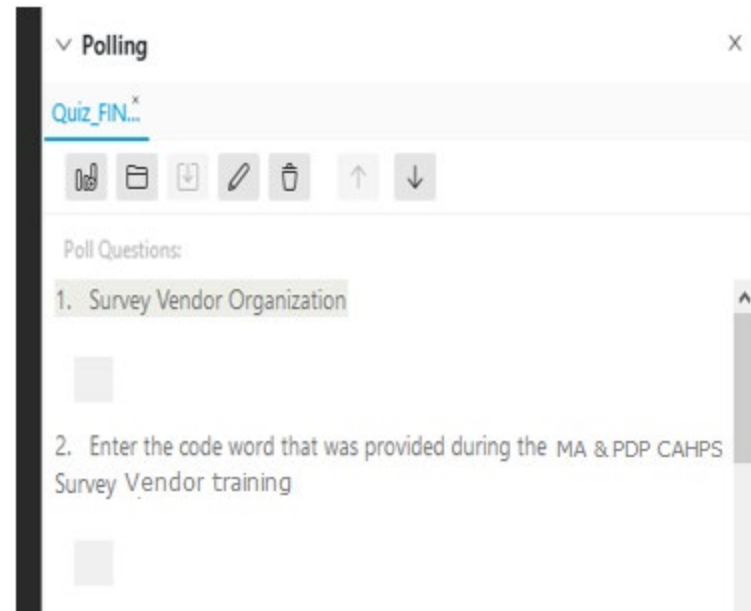 Polling
X
Quiz_FIN... x
Poll Questions:
1. Survey Vendor Organization
2. Enter the code word that was provided during the MA & PDP CAHPS
Survey Vendor training